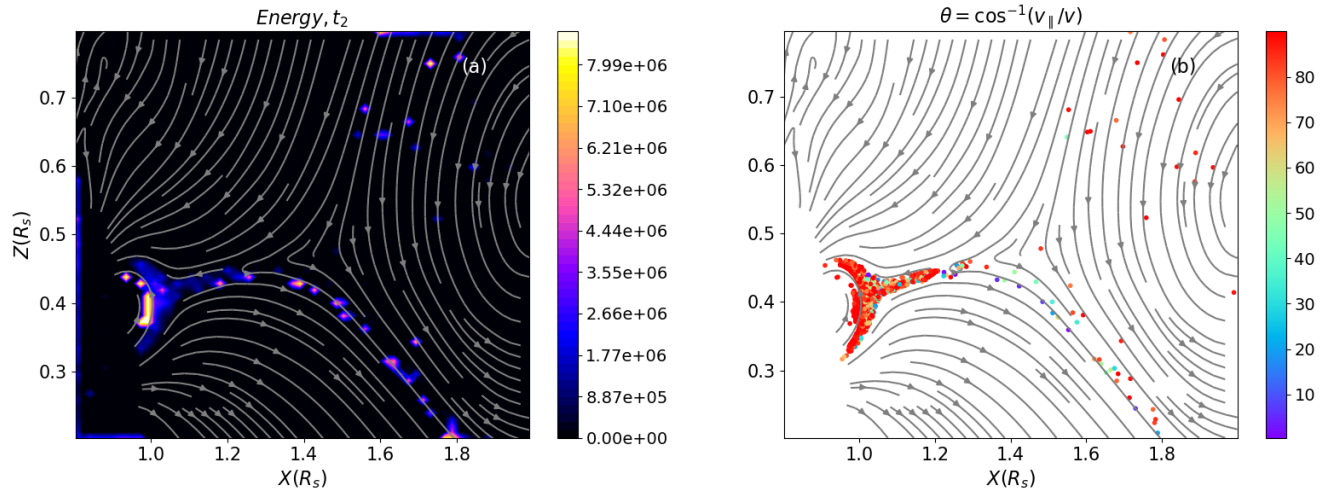 Energy, t₂
(a)
Z(Rₛ)
0.7
0.6
0.5
0.4
0.3
1.0
1.2
1.4
1.6
1.8
X(Rₛ)
7.99e+06
7.10e+06
6.21e+06
5.32e+06
4.44e+06
3.55e+06
2.66e+06
1.77e+06
8.87e+05
0.00e+00
θ = cos⁻¹(v∥/v)
(b)
0.7
0.6
0.5
0.4
0.3
1.0
1.2
1.4
1.6
1.8
X(Rₛ)
80
70
60
50
40
30
20
10